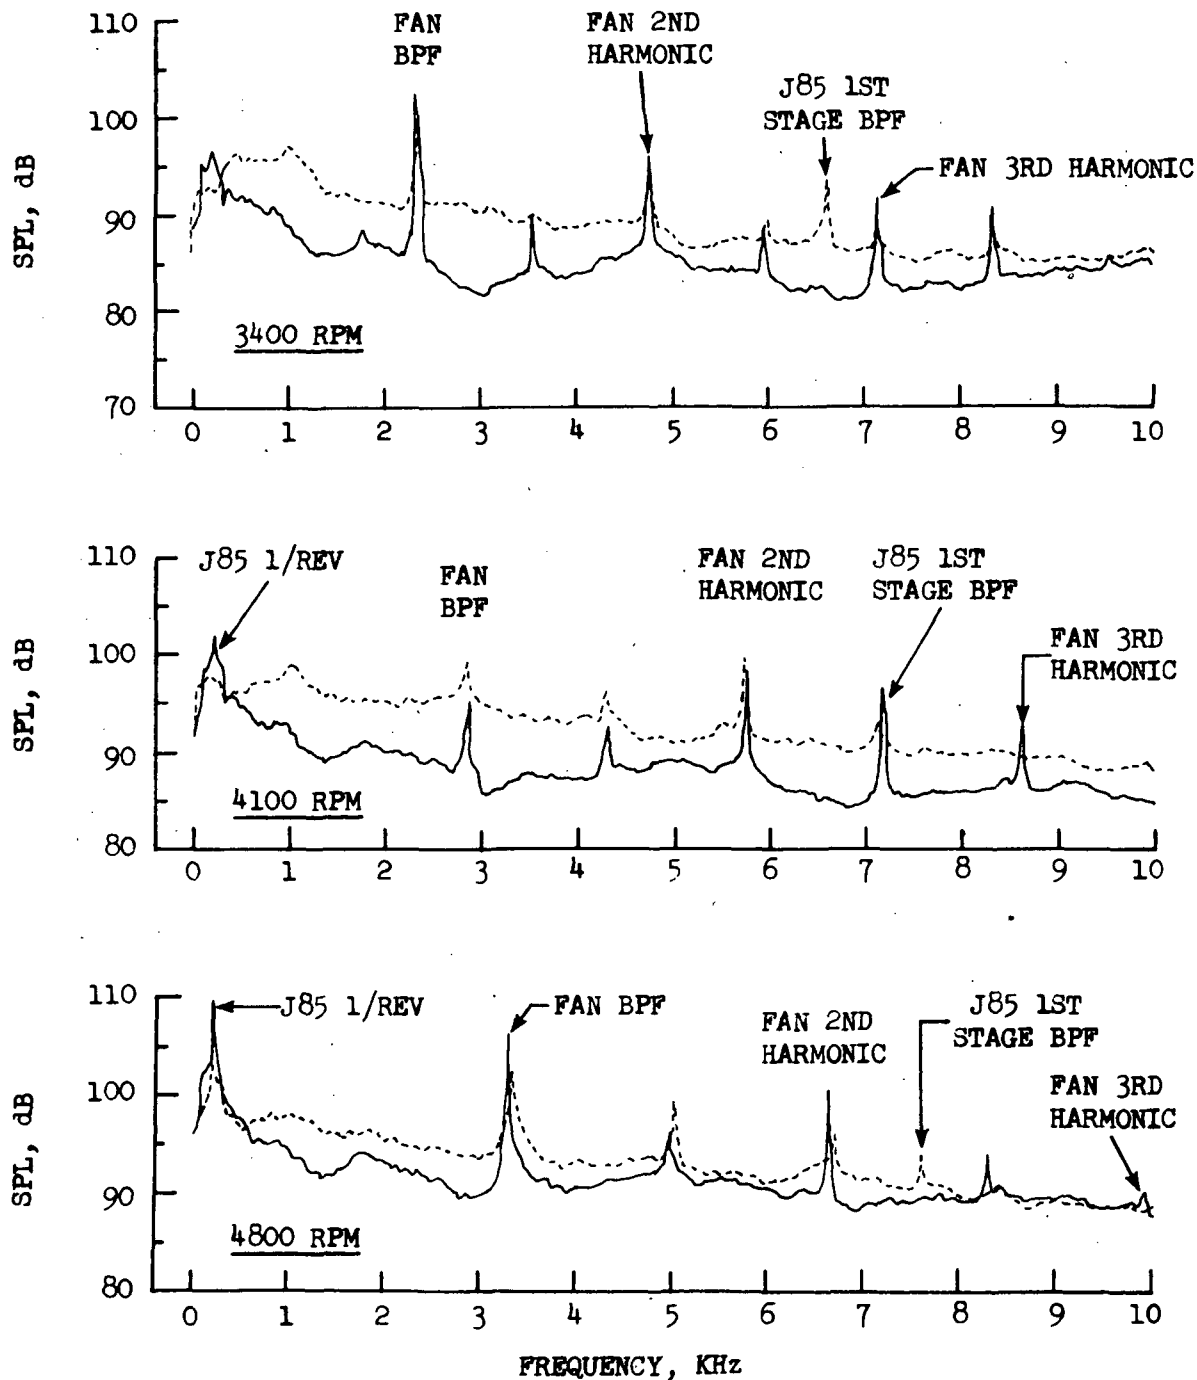 110
100
90
80
70
SPL, dB
FAN
BPF
FAN 2ND
HARMONIC
J85 1ST
STAGE BPF
FAN 3RD HARMONIC
3400 RPM
0 1 2 3 4 5 6 7 8 9 10
110
100
90
80
SPL, dB
J85 1/REV
FAN
BPF
FAN 2ND
HARMONIC
J85 1ST
STAGE BPF
FAN 3RD
HARMONIC
4100 RPM
0 1 2 3 4 5 6 7 8 9 10
110
100
90
80
SPL, dB
J85 1/REV
FAN BPF
FAN 2ND
HARMONIC
J85 1ST
STAGE BPF
FAN 3RD
HARMONIC
4800 RPM
0 1 2 3 4 5 6 7 8 9 10
FREQUENCY, KHz